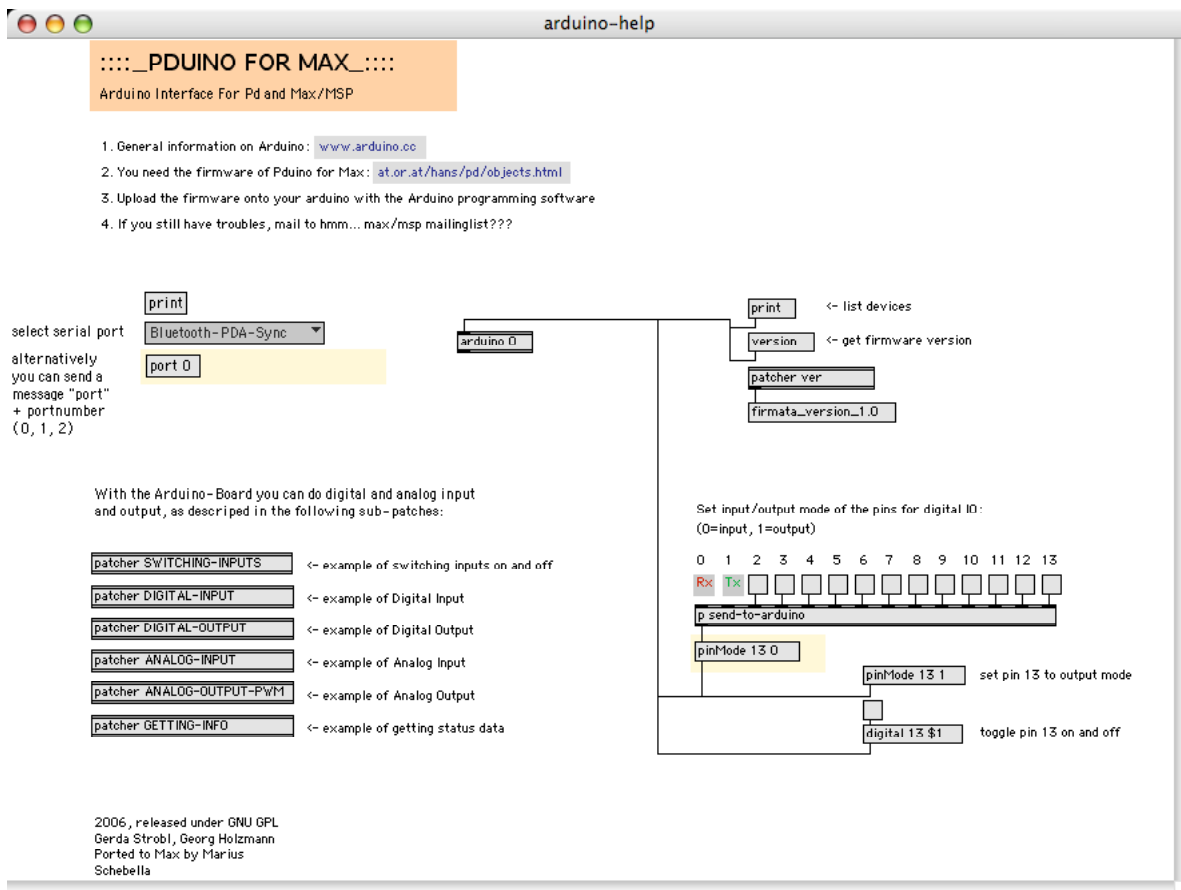 arduino-help
::::_PDUINO FOR MAX_::::
Arduino Interface For Pd and Max/MSP
1. General information on Arduino: www.arduino.cc
2. You need the firmware of Pduino for Max: at.or.at/hans/pd/objects.html
3. Upload the firmware onto your arduino with the Arduino programming software
4. If you still have troubles, mail to hmm... max/msp mailinglist???
print
select serial port
Bluetooth-PDA-Sync
alternatively
you can send a
message "port"
+ portnumber
(0, 1, 2)
port 0
arduino 0
print
<- list devices
version
<- get firmware version
patcher ver
firmata_version_1.0
With the Arduino-Board you can do digital and analog input
and output, as descriped in the following sub-patches:
patcher SWITCHING-INPUTS
<- example of switching inputs on and off
patcher DIGITAL-INPUT
<- example of Digital Input
patcher DIGITAL-OUTPUT
<- example of Digital Output
patcher ANALOG-INPUT
<- example of Analog Input
patcher ANALOG-OUTPUT-PWM
<- example of Analog Output
patcher GETTING-INFO
<- example of getting status data
Set input/output mode of the pins for digital IO:
(0=input, 1=output)
0 1 2 3 4 5 6 7 8 9 10 11 12 13
Rx Tx
p send-to-arduino
pinMode 13 0
pinMode 13 1
set pin 13 to output mode
digital 13 $1
toggle pin 13 on and off
2006, released under GNU GPL
Gerda Strobl, Georg Holzmann
Ported to Max by Marius
Schebella